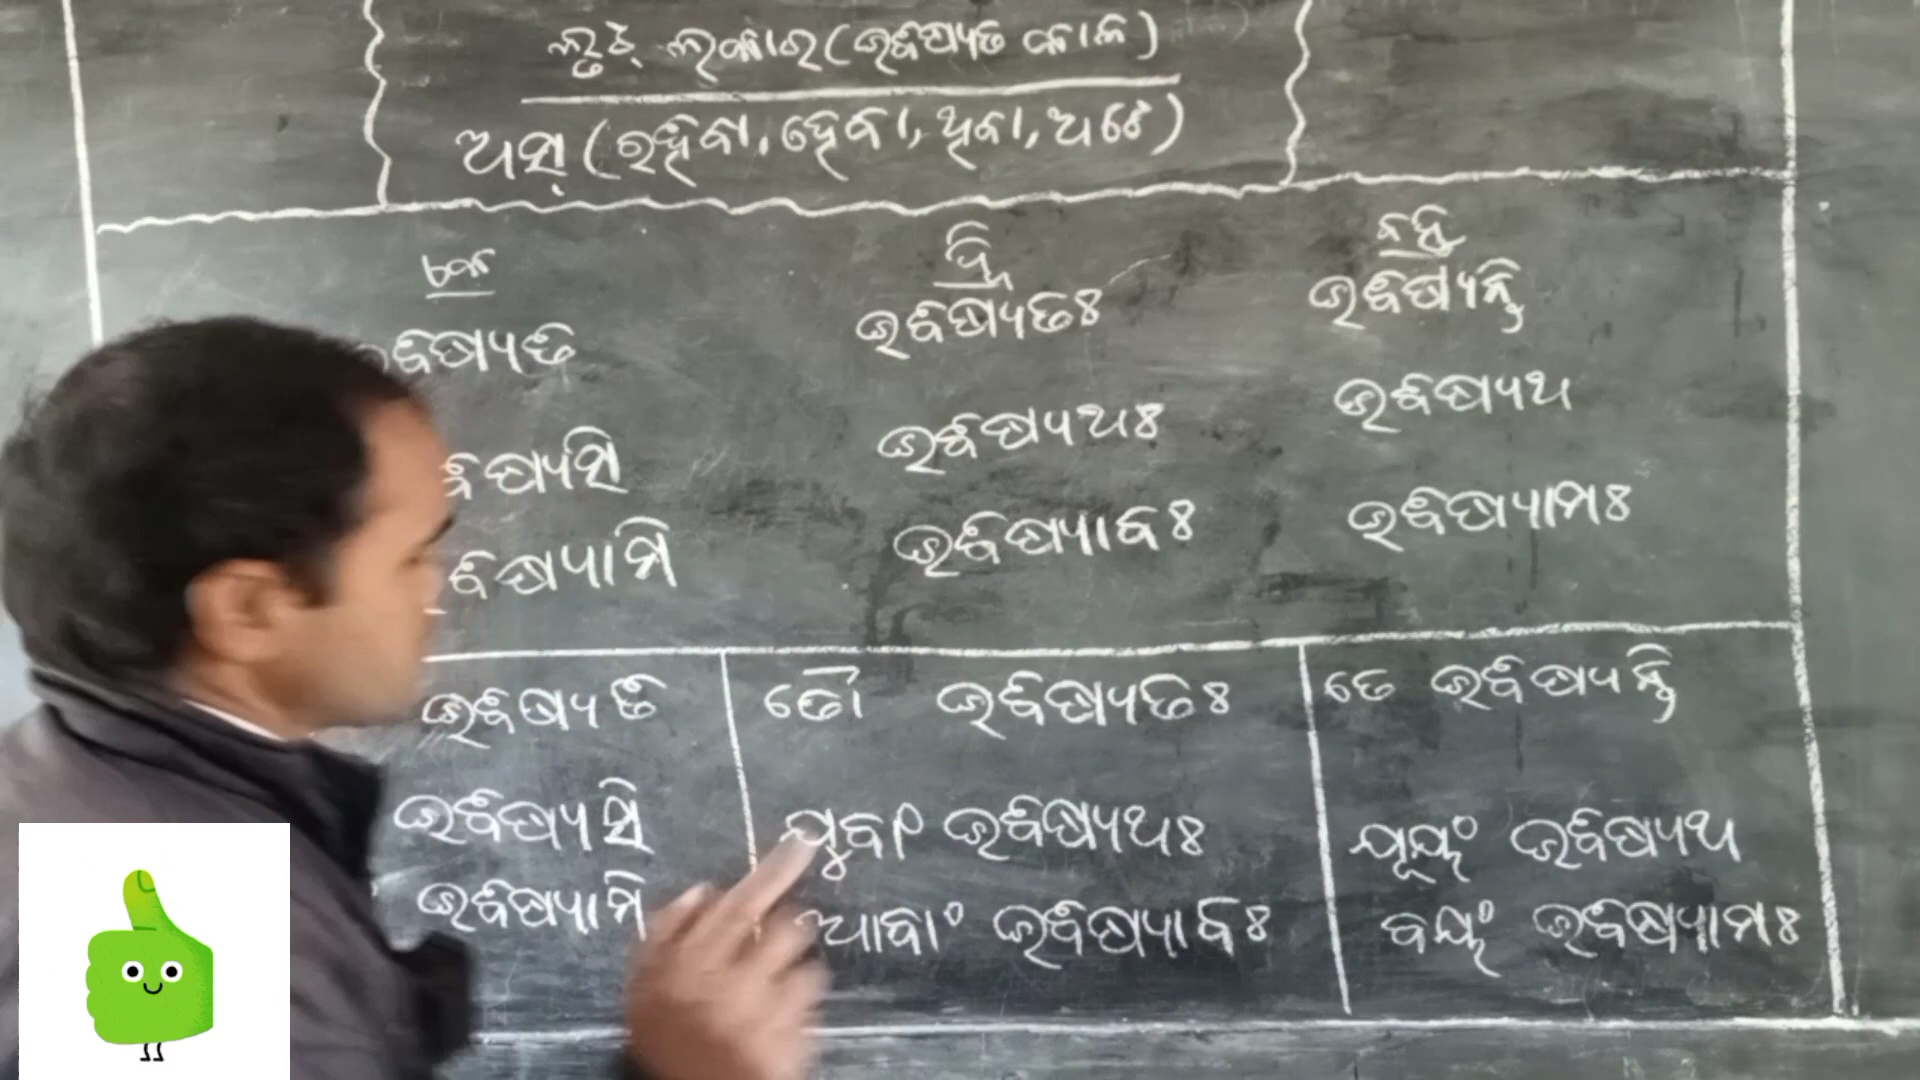 ଲୃଟ୍ ଲକାର (ଭବିଷ୍ୟତ କାଳ)
ଅସ୍ (ରହିବା, ହେବା, ଥିବା, ଅଟେ)
ଏକ ଦ୍ବି ବହୁ
ଭବିଷ୍ୟତଃ ଭବିଷ୍ୟନ୍ତି
ଭବିଷ୍ୟଥଃ ଭବିଷ୍ୟଥ
ଭବିଷ୍ୟାବଃ ଭବିଷ୍ୟାମଃ
ଭବିଷ୍ୟତି ତୌ ଭବିଷ୍ୟତଃ ତେ ଭବିଷ୍ୟନ୍ତି
ଭବିଷ୍ୟସି ଯୁବାଂ ଭବିଷ୍ୟଥଃ ଯୂୟଂ ଭବିଷ୍ୟଥ
ଭବିଷ୍ୟାମି ଆବାଂ ଭବିଷ୍ୟାବଃ ବୟଂ ଭବିଷ୍ୟାମଃ